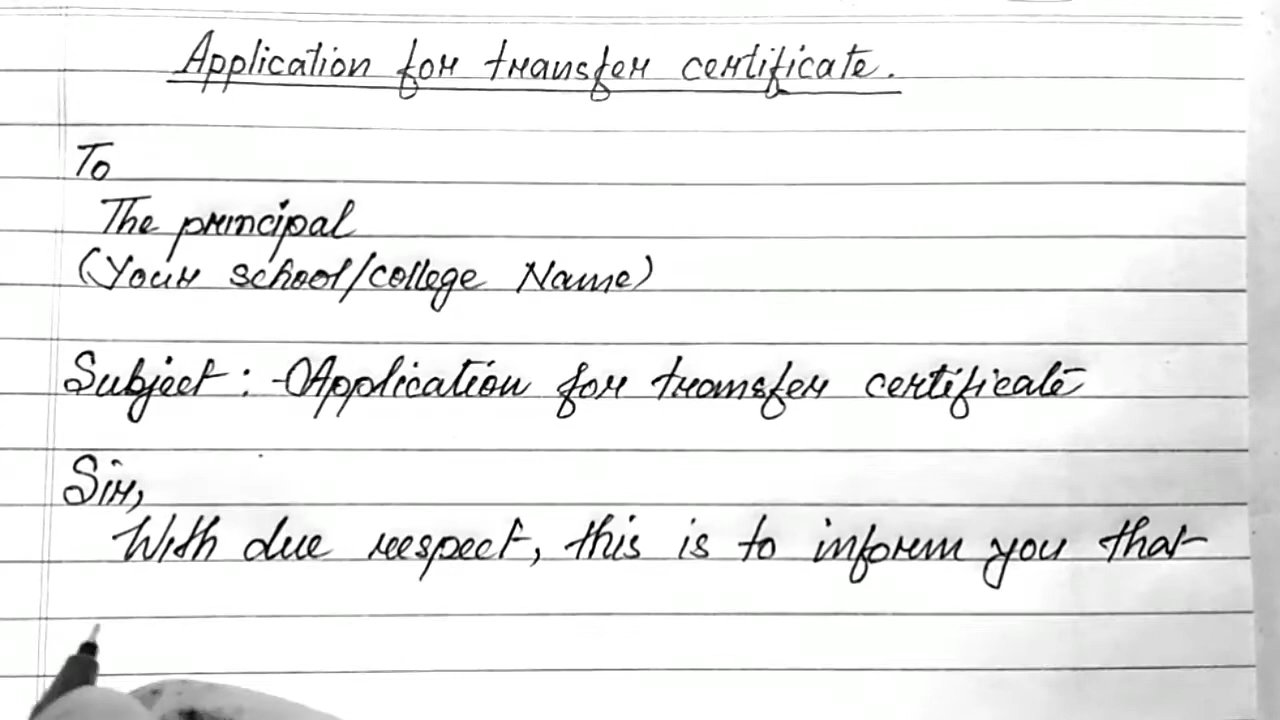 Application for transfer certificate.
To
The principal
(Your school/college Name)
Subject: -Application for transfer certificate
Sir,
With due respect, this is to inform you that